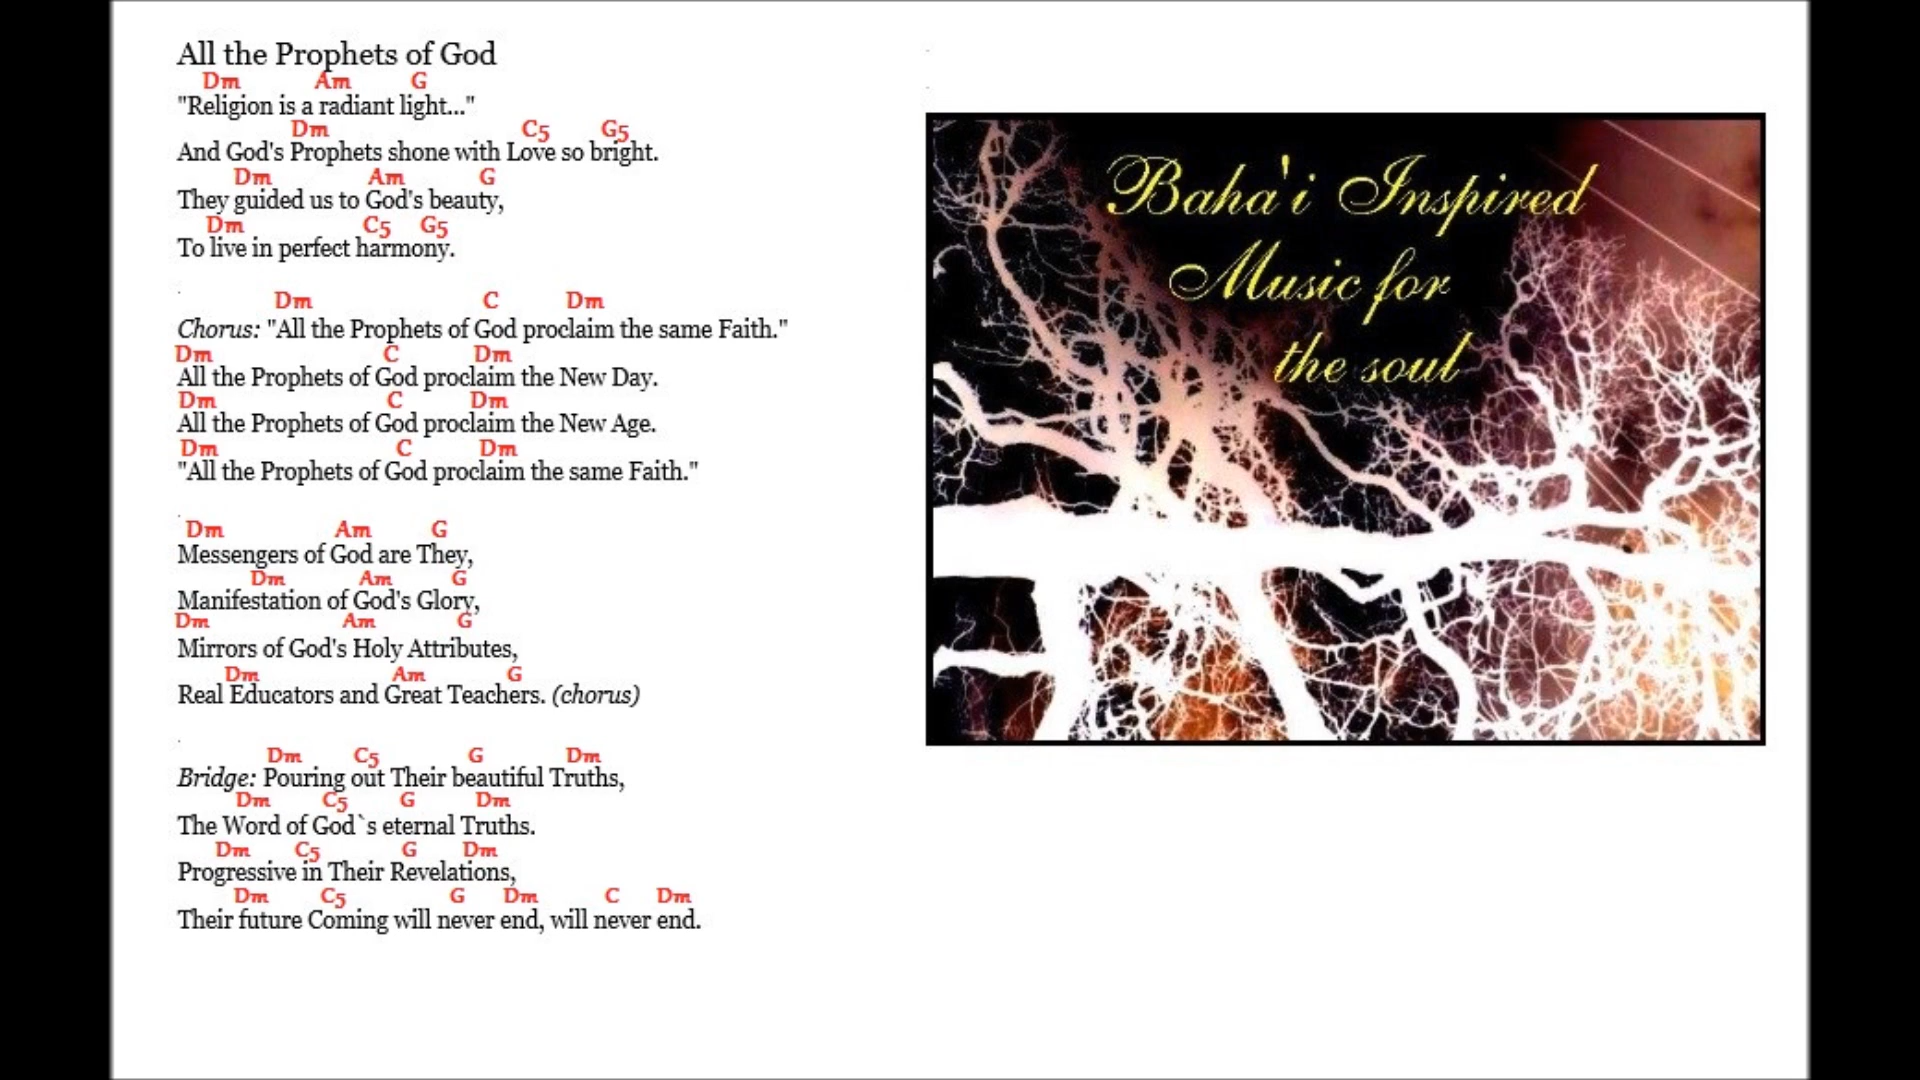 All the Prophets of God
Dm Am G
"Religion is a radiant light..."
Dm C5 G5
And God's Prophets shone with Love so bright.
Dm Am G
They guided us to God's beauty,
Dm C5 G5
To live in perfect harmony.
Dm C Dm
Chorus: "All the Prophets of God proclaim the same Faith."
Dm C Dm
All the Prophets of God proclaim the New Day.
Dm C Dm
All the Prophets of God proclaim the New Age.
Dm C Dm
"All the Prophets of God proclaim the same Faith."
Dm Am G
Messengers of God are They,
Dm Am G
Manifestation of God's Glory,
Dm Am G
Mirrors of God's Holy Attributes,
Dm Am G
Real Educators and Great Teachers. (chorus)
Dm C5 G Dm
Bridge: Pouring out Their beautiful Truths,
Dm C5 G Dm
The Word of God`s eternal Truths.
Dm C5 G Dm
Progressive in Their Revelations,
Dm C5 G Dm C Dm
Their future Coming will never end, will never end.
Baha'i Inspired
Music for
the soul